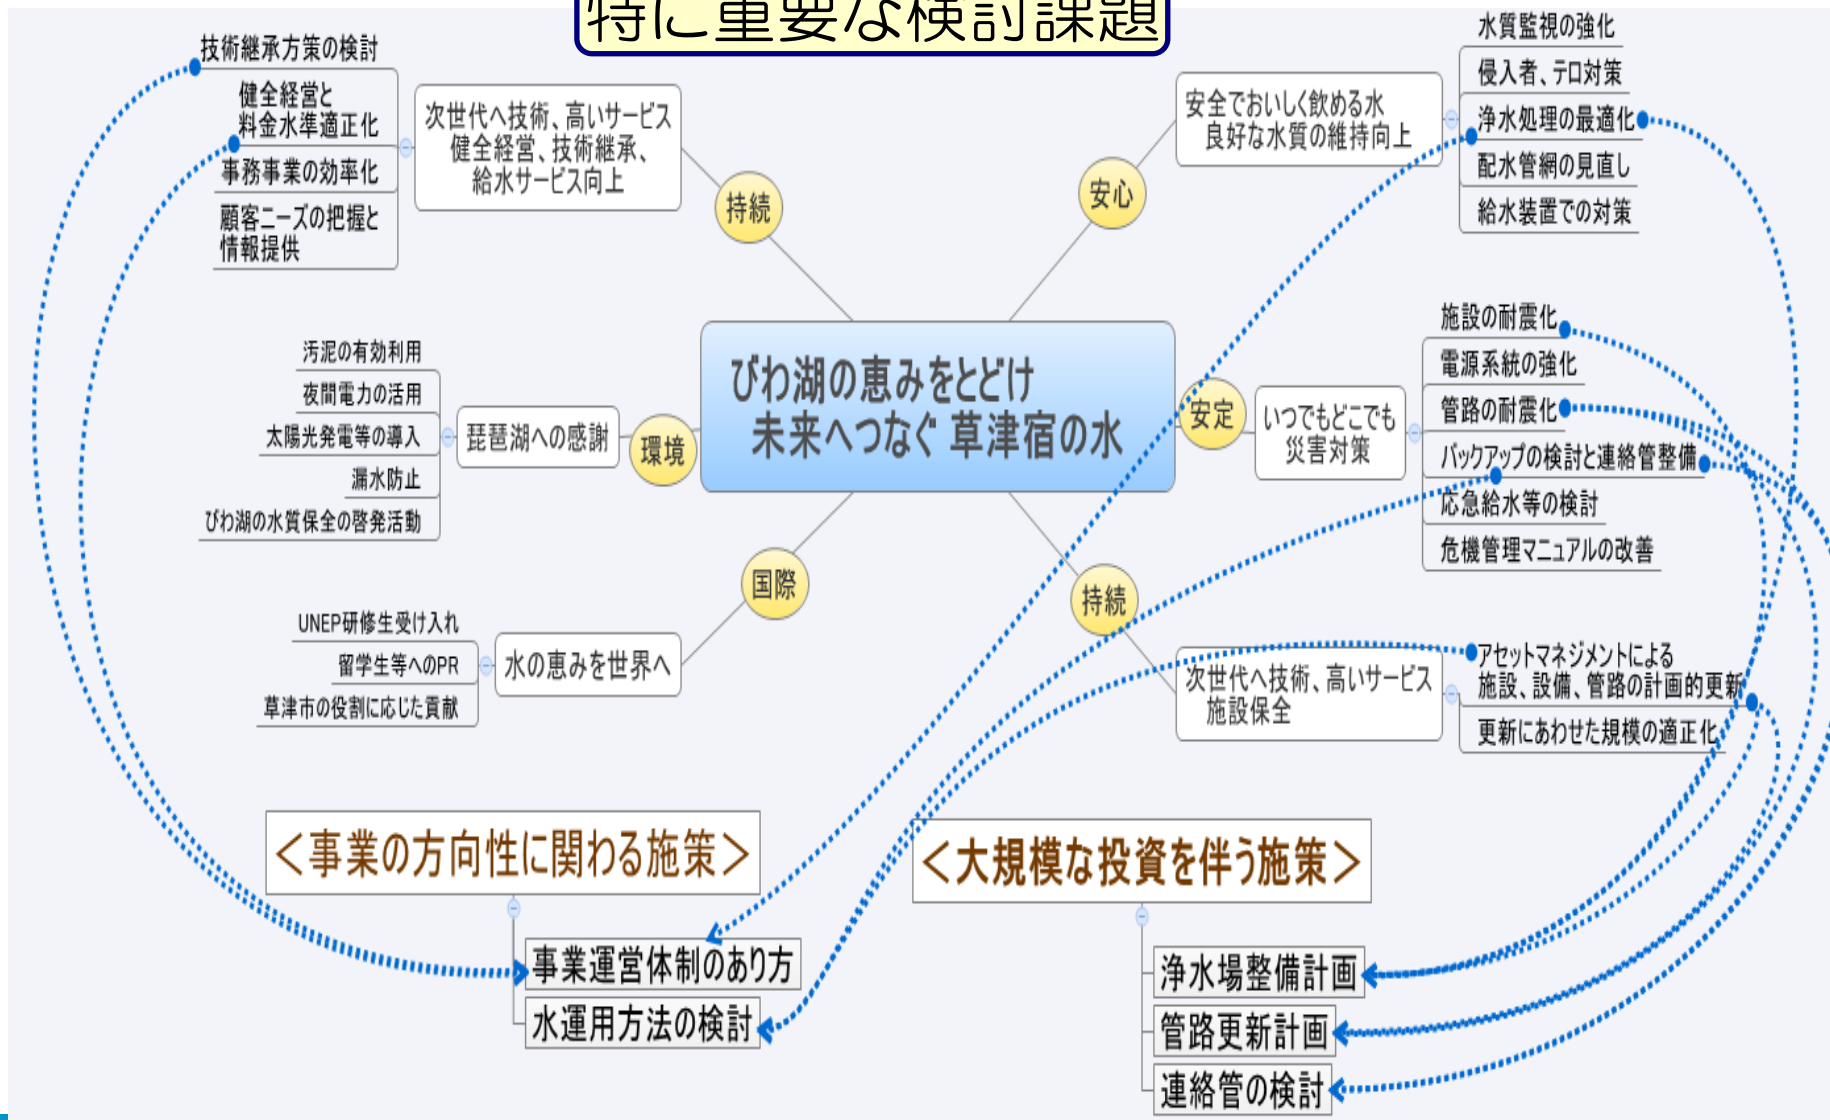 特に重要な検討課題
技術継承方策の検討
健全経営と
料金水準適正化
事務事業の効率化
顧客ニーズの把握と
情報提供
次世代へ技術、高いサービス
健全経営、技術継承、
給水サービス向上
持続
安心
安全でおいしく飲める水
良好な水質の維持向上
水質監視の強化
侵入者、テロ対策
浄水処理の最適化
配水管網の見直し
給水装置での対策
汚泥の有効利用
夜間電力の活用
太陽光発電等の導入
漏水防止
びわ湖の水質保全の啓発活動
琵琶湖への感謝
環境
びわ湖の恵みをとどけ
未来へつなぐ 草津宿の水
安定
いつでもどこでも
災害対策
施設の耐震化
電源系統の強化
管路の耐震化
バックアップの検討と連絡管整備
応急給水等の検討
危機管理マニュアルの改善
UNEP研修生受け入れ
留学生等へのPR
草津市の役割に応じた貢献
水の恵みを世界へ
国際
持続
次世代へ技術、高いサービス
施設保全
アセットマネジメントによる
施設、設備、管路の計画的更新
更新にあわせた規模の適正化
＜事業の方向性に関わる施策＞
事業運営体制のあり方
水運用方法の検討
＜大規模な投資を伴う施策＞
浄水場整備計画
管路更新計画
連絡管の検討